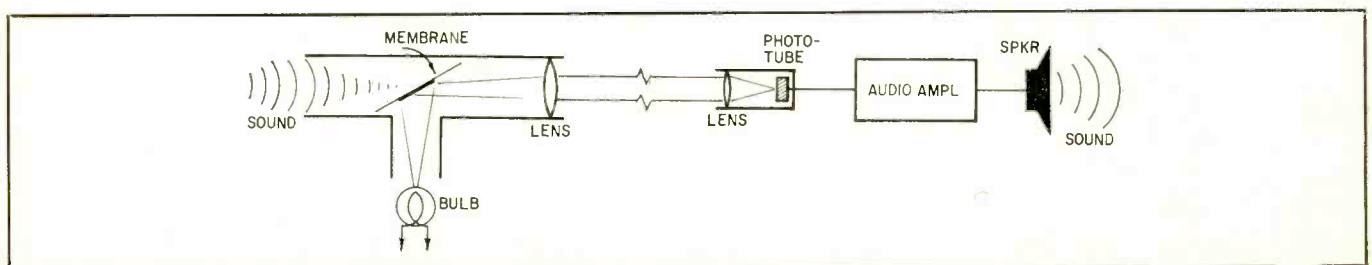 MEMBRANE
SOUND
BULB
LENS
LENS
PHOTO-
TUBE
AUDIO AMPL
SPKR
SOUND